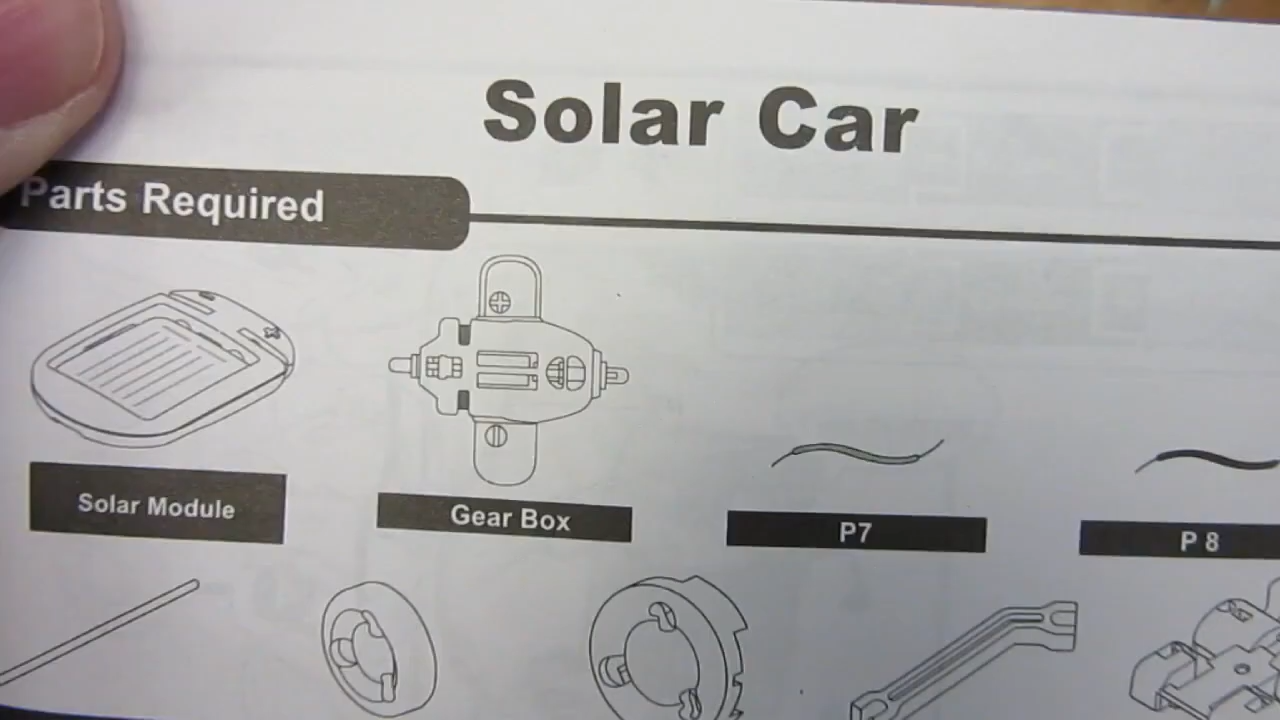 Solar Car
Parts Required
Solar Module
Gear Box
P7
P 8